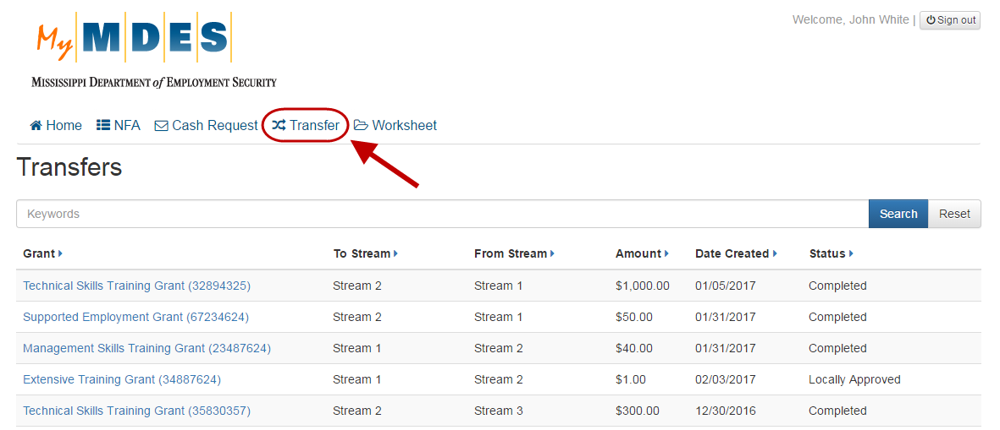 Welcome, John White | Sign out
My MDES
Mississippi Department of Employment Security
Home NFA Cash Request Transfer Worksheet
Transfers
Keywords Search Reset
Grant To Stream From Stream Amount Date Created Status
Technical Skills Training Grant (32894325) Stream 2 Stream 1 $1,000.00 01/05/2017 Completed
Supported Employment Grant (67234624) Stream 2 Stream 1 $50.00 01/31/2017 Completed
Management Skills Training Grant (23487624) Stream 1 Stream 2 $40.00 01/31/2017 Completed
Extensive Training Grant (34887624) Stream 1 Stream 2 $1.00 02/03/2017 Locally Approved
Technical Skills Training Grant (35830357) Stream 2 Stream 3 $300.00 12/30/2016 Completed